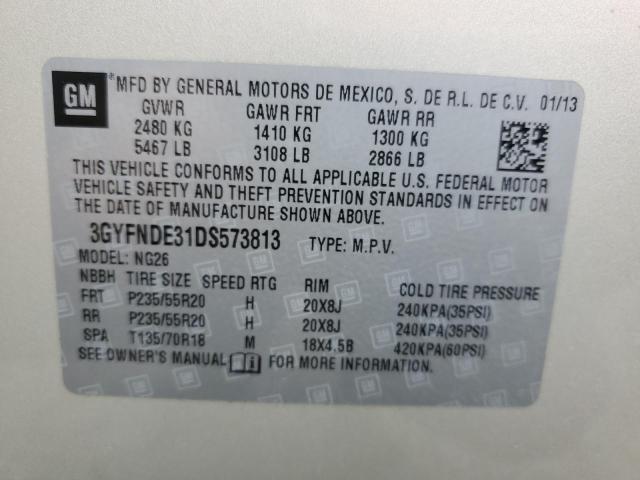 GM
MFD BY GENERAL MOTORS DE MEXICO, S. DE R.L. DE C.V. 01/13
GVWR GAWR FRT GAWR RR
2480 KG 1410 KG 1300 KG
5467 LB 3108 LB 2866 LB
THIS VEHICLE CONFORMS TO ALL APPLICABLE U.S. FEDERAL MOTOR
VEHICLE SAFETY AND THEFT PREVENTION STANDARDS IN EFFECT ON
THE DATE OF MANUFACTURE SHOWN ABOVE.
3GYFNDE31DS573813 TYPE: M.P.V.
MODEL: NG26
NBBH TIRE SIZE SPEED RTG RIM COLD TIRE PRESSURE
FRT P235/55R20 H 20X8J 240KPA(35PSI)
RR P235/55R20 H 20X8J 240KPA(35PSI)
SPA T135/70R18 M 18X4.5B 420KPA(60PSI)
SEE OWNER'S MANUAL FOR MORE INFORMATION.